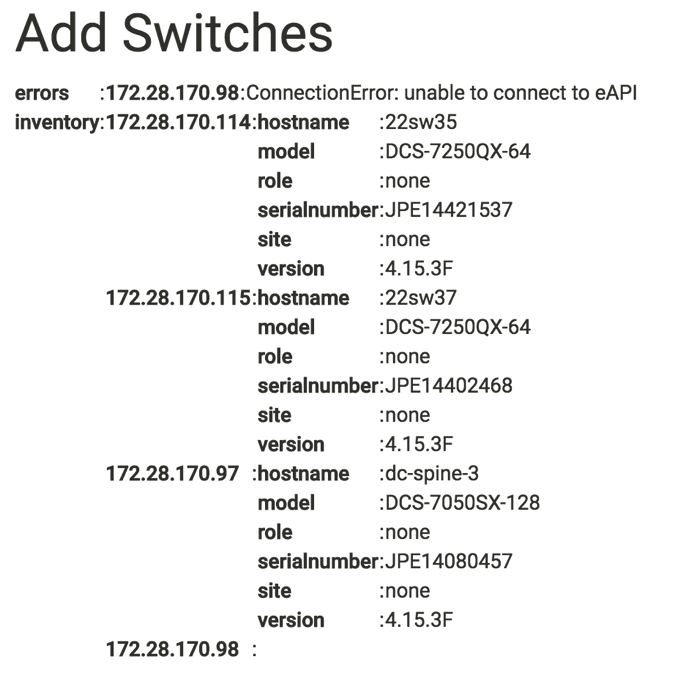 Add Switches
errors :172.28.170.98:ConnectionError: unable to connect to eAPI
inventory:172.28.170.114:hostname :22sw35
model :DCS-7250QX-64
role :none
serialnumber:JPE14421537
site :none
version :4.15.3F
172.28.170.115:hostname :22sw37
model :DCS-7250QX-64
role :none
serialnumber:JPE14402468
site :none
version :4.15.3F
172.28.170.97 :hostname :dc-spine-3
model :DCS-7050SX-128
role :none
serialnumber:JPE14080457
site :none
version :4.15.3F
172.28.170.98 :